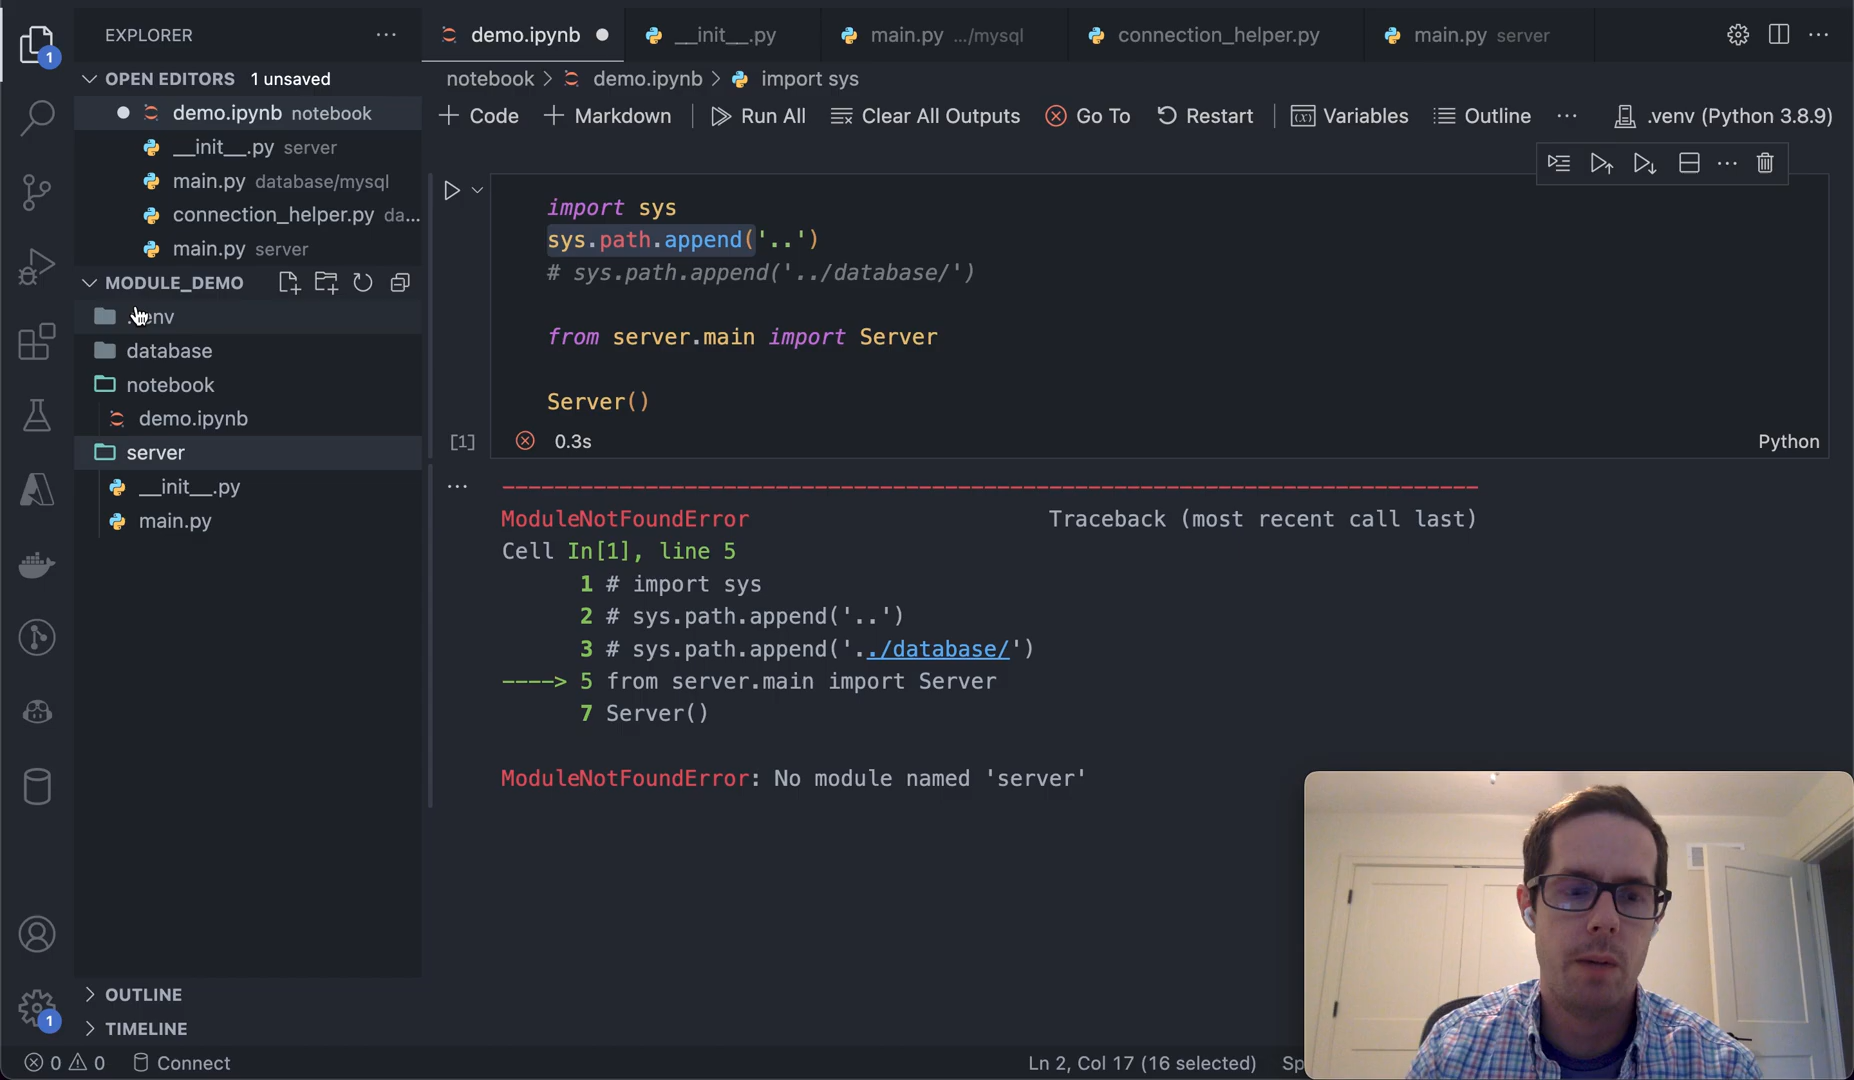 EXPLORER
OPEN EDITORS 1 unsaved
demo.ipynb notebook
__init__.py server
main.py database/mysql
connection_helper.py da...
main.py server
MODULE_DEMO
database
notebook
demo.ipynb
server
__init__.py
main.py
OUTLINE
TIMELINE
demo.ipynb __init__.py main.py .../mysql connection_helper.py main.py server
notebook > demo.ipynb > import sys
+ Code + Markdown Run All Clear All Outputs Go To Restart Variables Outline ... .venv (Python 3.8.9)
import sys
sys.path.append('..')
# sys.path.append('../database/')
from server.main import Server
Server()
[1] 0.3s Python
ModuleNotFoundError Traceback (most recent call last)
Cell In[1], line 5
1 # import sys
2 # sys.path.append('..')
3 # sys.path.append('../database/')
----> 5 from server.main import Server
7 Server()
ModuleNotFoundError: No module named 'server'
1
1
0 0 Connect Ln 2, Col 17 (16 selected)